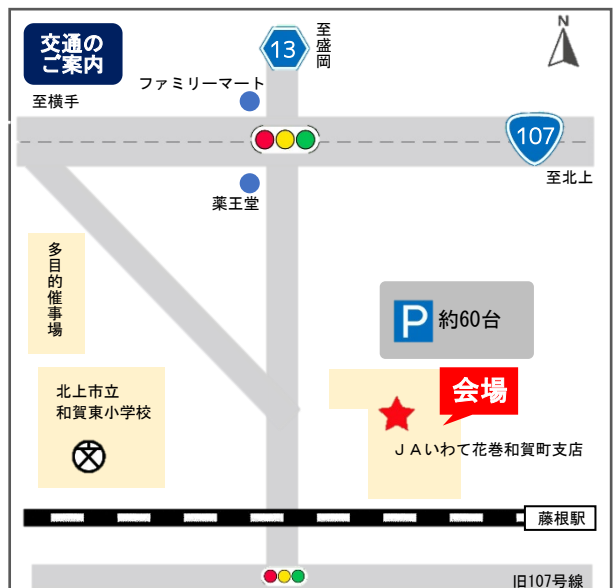 交通の
ご案内
13
至盛岡
N
ファミリーマート
至横手
107
至北上
薬王堂
多目的催事場
P 約60台
北上市立
和賀東小学校
文
会場
ＪＡいわて花巻和賀町支店
藤根駅
旧107号線